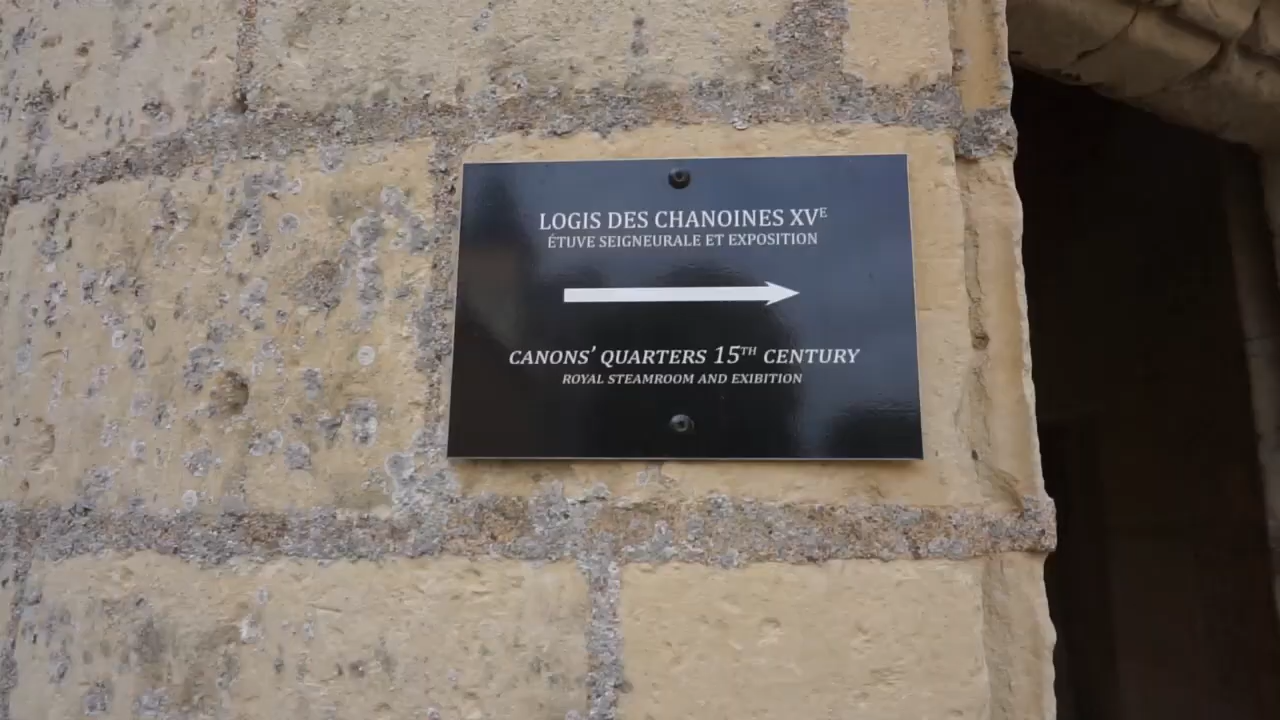 LOGIS DES CHANOINES XVE
ÉTUVE SEIGNEURALE ET EXPOSITION
CANONS' QUARTERS 15TH CENTURY
ROYAL STEAMROOM AND EXIBITION